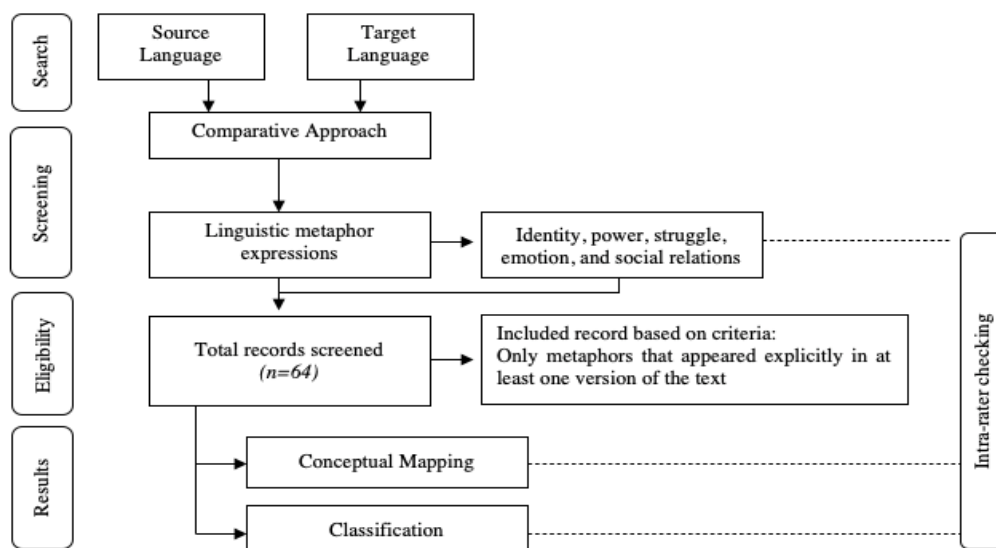 Search
Source
Language
Target
Language
Screening
Comparative Approach
Linguistic metaphor
expressions
Identity, power, struggle,
emotion, and social relations
Eligibility
Total records screened
(n=64)
Included record based on criteria:
Only metaphors that appeared explicitly in at
least one version of the text
Results
Conceptual Mapping
Classification
Intra-rater checking